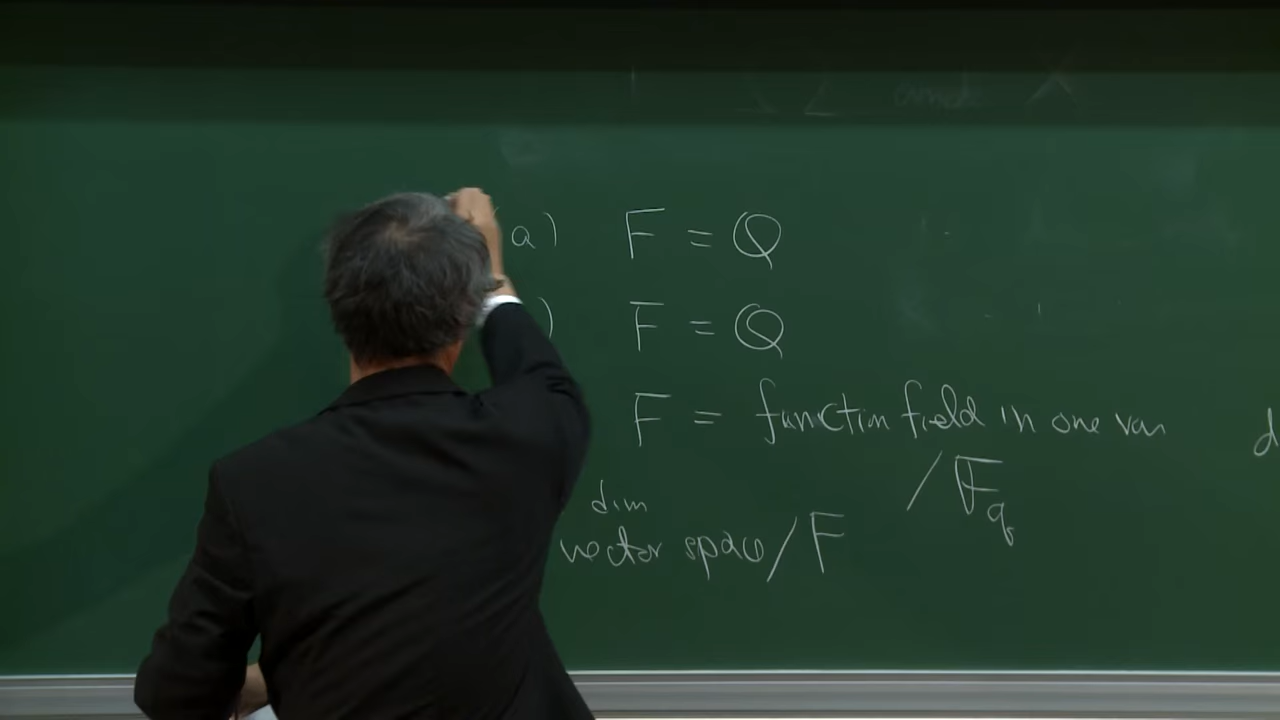 a) F = Q
) F = Q
F = function field in one var
/F_q
dim
vector space/F
d